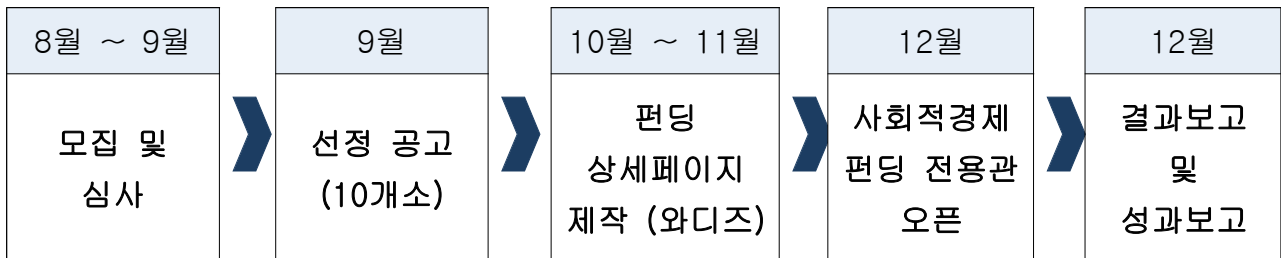 8월 ~ 9월
모집 및
심사
9월
선정 공고
(10개소)
10월 ~ 11월
펀딩
상세페이지
제작 (와디즈)
12월
사회적경제
펀딩 전용관
오픈
12월
결과보고
및
성과보고